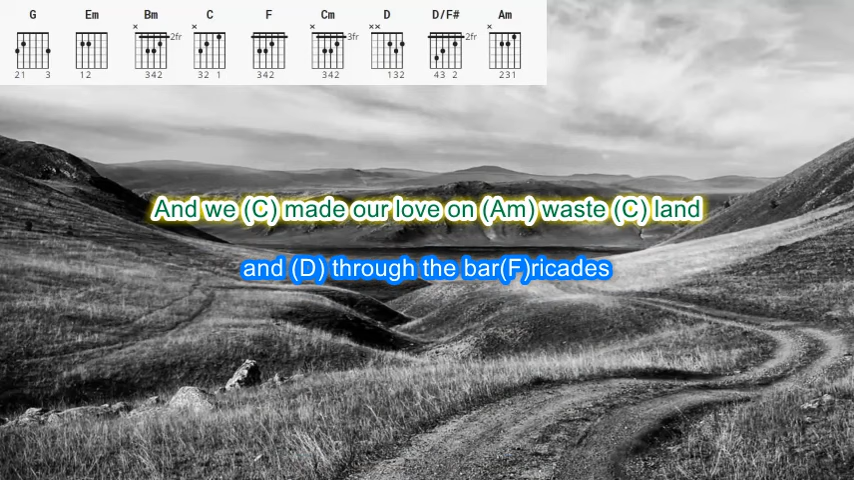 G Em Bm C F Cm D D/F# Am
x x x xx x
2fr 3fr 2fr
21 3 12 342 32 1 342 342 132 43 2 231
And we (C) made our love on (Am) waste (C) land
and (D) through the bar(F)ricades